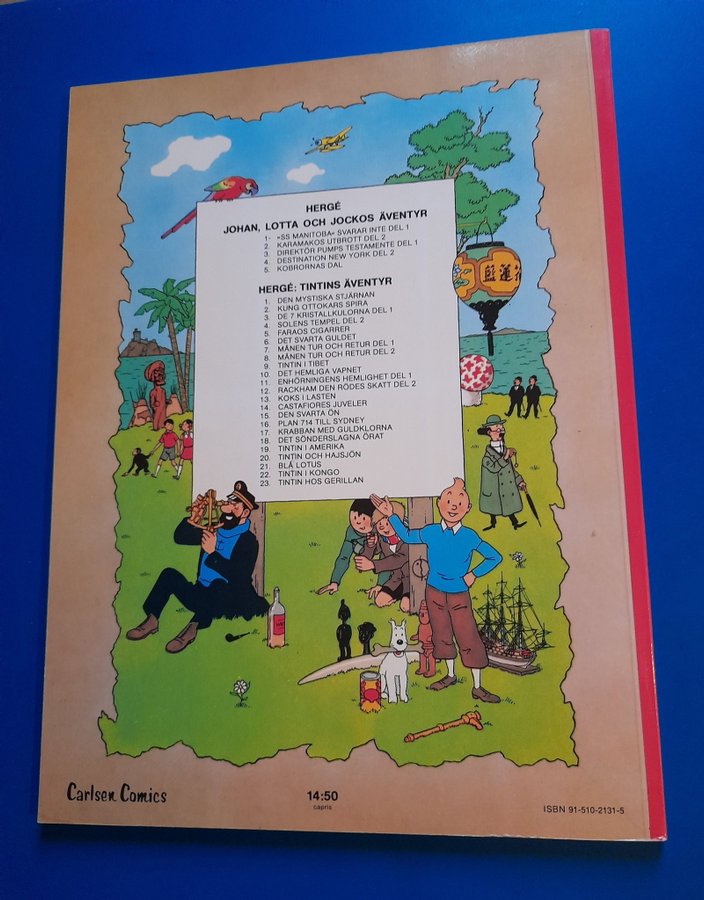 HERGÉ
JOHAN, LOTTA OCH JOCKOS ÄVENTYR
1- »SS MANITOBA« SVARAR INTE DEL 1
2. KARAMAKOS UTBROTT DEL 2
3. DIREKTÖR PUMPS TESTAMENTE DEL 1
4. DESTINATION NEW YORK DEL 2
5. KOBRORNAS DAL
HERGÉ: TINTINS ÄVENTYR
1. DEN MYSTISKA STJÄRNAN
2. KUNG OTTOKARS SPIRA
3. DE 7 KRISTALLKULORNA DEL 1
4. SOLENS TEMPEL DEL 2
5. FARAOS CIGARRER
6. DET SVARTA GULDET
7. MÅNEN TUR OCH RETUR DEL 1
8. MÅNEN TUR OCH RETUR DEL 2
9. TINTIN I TIBET
10. DET HEMLIGA VAPNET
11. ENHÖRNINGENS HEMLIGHET DEL 1
12. RACKHAM DEN RÖDES SKATT DEL 2
13. KOKS I LASTEN
14. CASTAFIORES JUVELER
15. DEN SVARTA ÖN
16. PLAN 714 TILL SYDNEY
17. KRABBAN MED GULDKLORNA
18. DET SÖNDERSLAGNA ÖRAT
19. TINTIN I AMERIKA
20. TINTIN OCH HAJSJÖN
21. BLÅ LOTUS
22. TINTIN I KONGO
23. TINTIN HOS GERILLAN
藍蓮
Carlsen Comics
14:50
capris
ISBN 91-510-2131-5